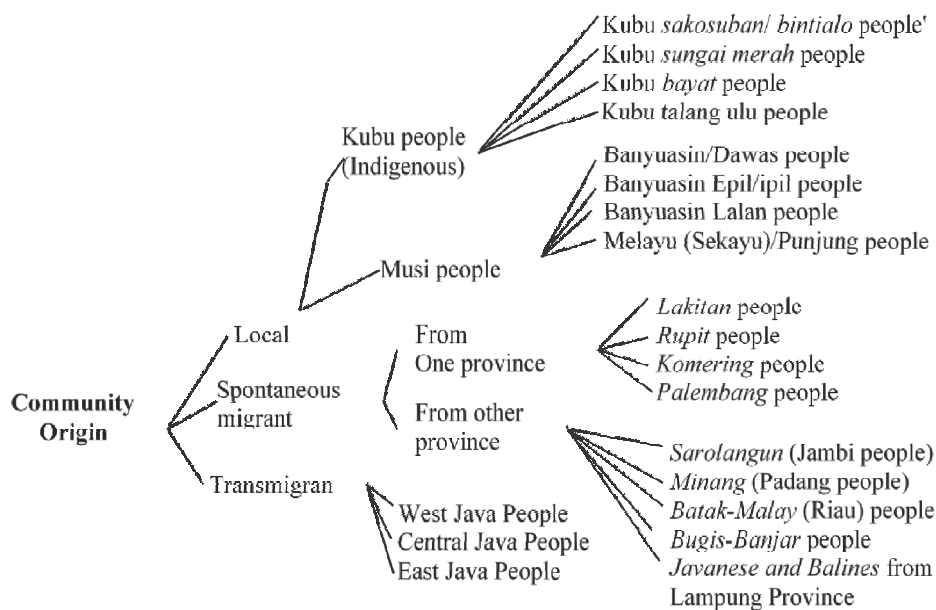 Kubu sakosuban/ bintialo people'
Kubu sungai merah people
Kubu bayat people
Kubu talang ulu people
Kubu people
(Indigenous)
Banyuasin/Dawas people
Banyuasin Epil/ipil people
Banyuasin Lalan people
Melayu (Sekayu)/Punjung people
Musi people
Local
From
One province
Lakitan people
Rupit people
Komering people
Palembang people
Spontaneous
migrant
Community
Origin
From other
province
Sarolangun (Jambi people)
Minang (Padang people)
Batak-Malay (Riau) people
Bugis-Banjar people
Javanese and Balines from
Lampung Province
Transmigran
West Java People
Central Java People
East Java People